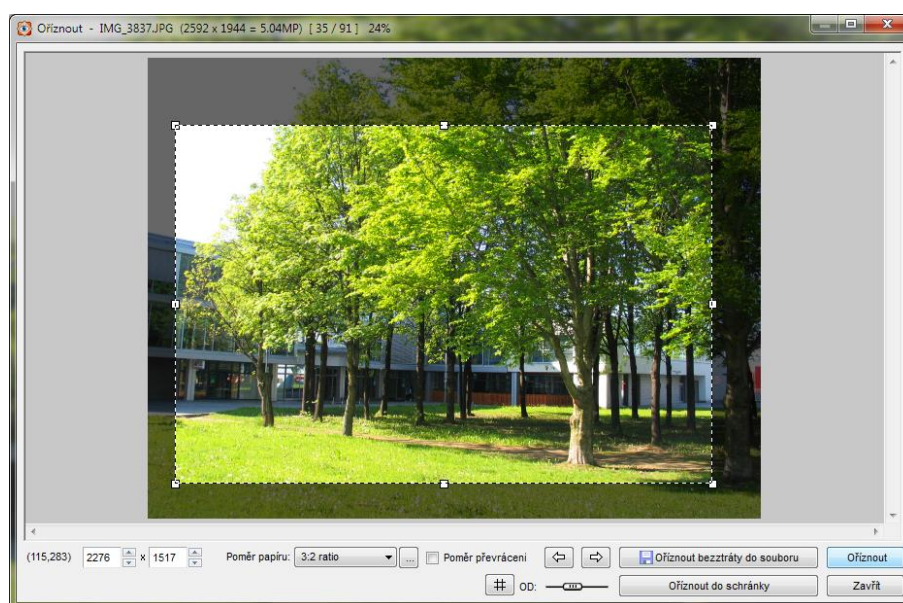 Oříznout - IMG_3837.JPG (2592 x 1944 = 5.04MP) [ 35 / 91 ] 24%
(115,283) 2276 x 1517 Poměr papíru: 3:2 ratio ... Poměr převráceni Oříznout bezztráty do souboru Oříznout
OD: Oříznout do schránky Zavřít